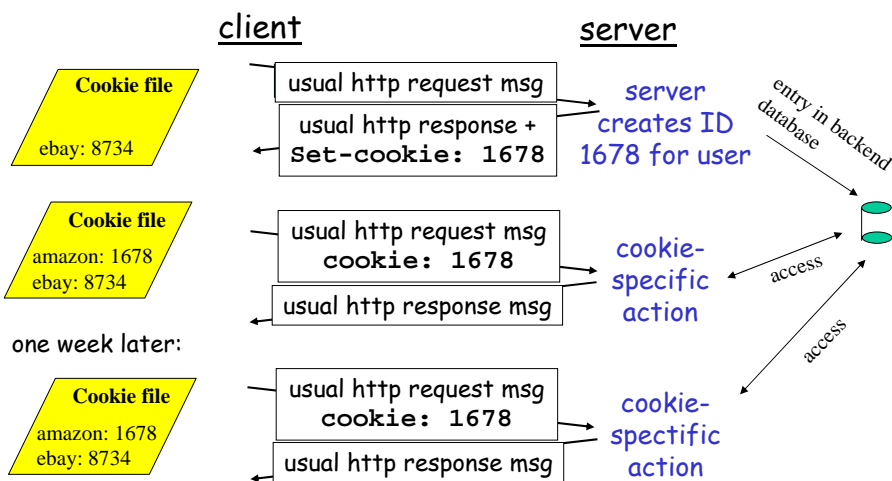 client
server
Cookie file
ebay: 8734
usual http request msg
usual http response +
Set-cookie: 1678
server
creates ID
1678 for user
entry in backend
database
Cookie file
amazon: 1678
ebay: 8734
usual http request msg
cookie: 1678
usual http response msg
cookie-
specific
action
access
access
one week later:
Cookie file
amazon: 1678
ebay: 8734
usual http request msg
cookie: 1678
usual http response msg
cookie-
spectific
action